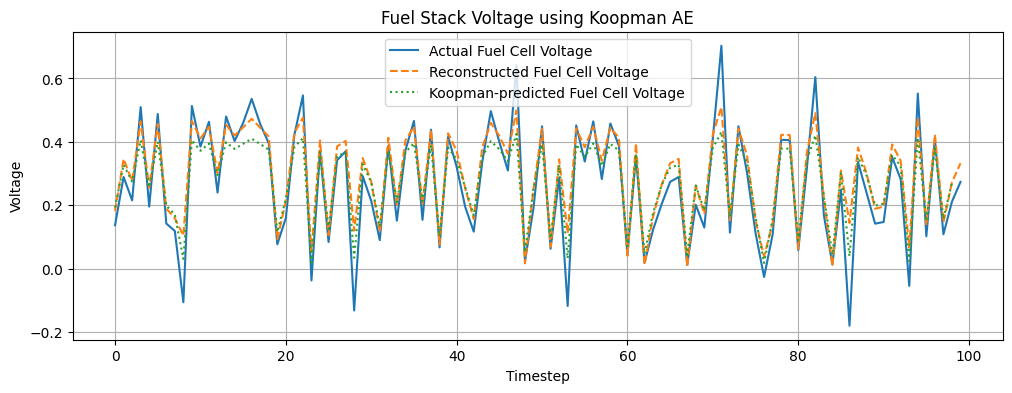 Fuel Stack Voltage using Koopman AE
Actual Fuel Cell Voltage
Reconstructed Fuel Cell Voltage
Koopman-predicted Fuel Cell Voltage
Voltage
0.6
0.4
0.2
0.0
−0.2
0 20 40 60 80 100
Timestep